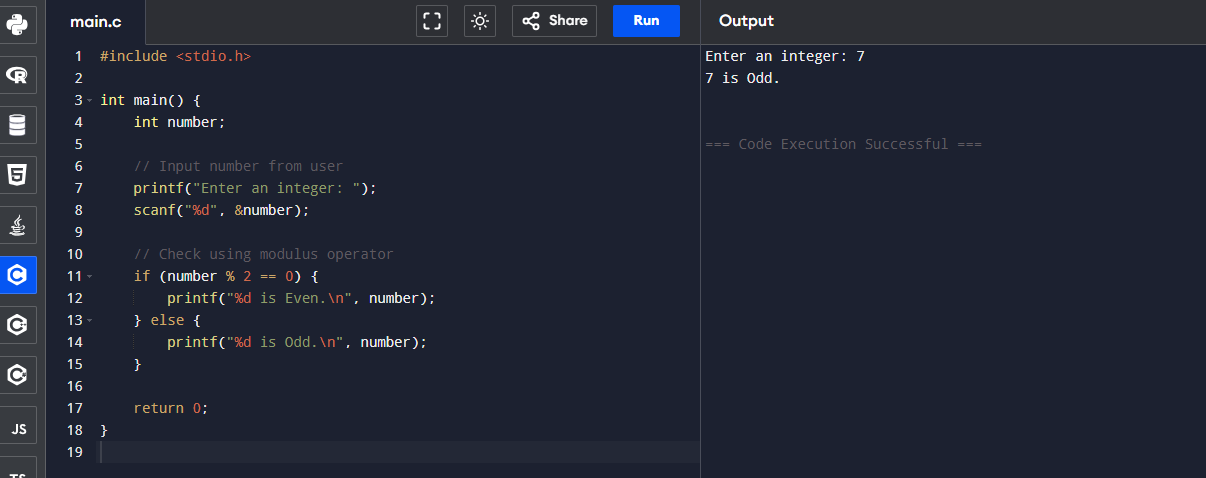 main.c
Share
Run
Output
1 #include <stdio.h>
2
3 int main() {
4     int number;
5
6     // Input number from user
7     printf("Enter an integer: ");
8     scanf("%d", &number);
9
10     // Check using modulus operator
11     if (number % 2 == 0) {
12         printf("%d is Even.\n", number);
13     } else {
14         printf("%d is Odd.\n", number);
15     }
16
17     return 0;
18 }
19
Enter an integer: 7
7 is Odd.
=== Code Execution Successful ===
R
5
C
C
C
JS
TS